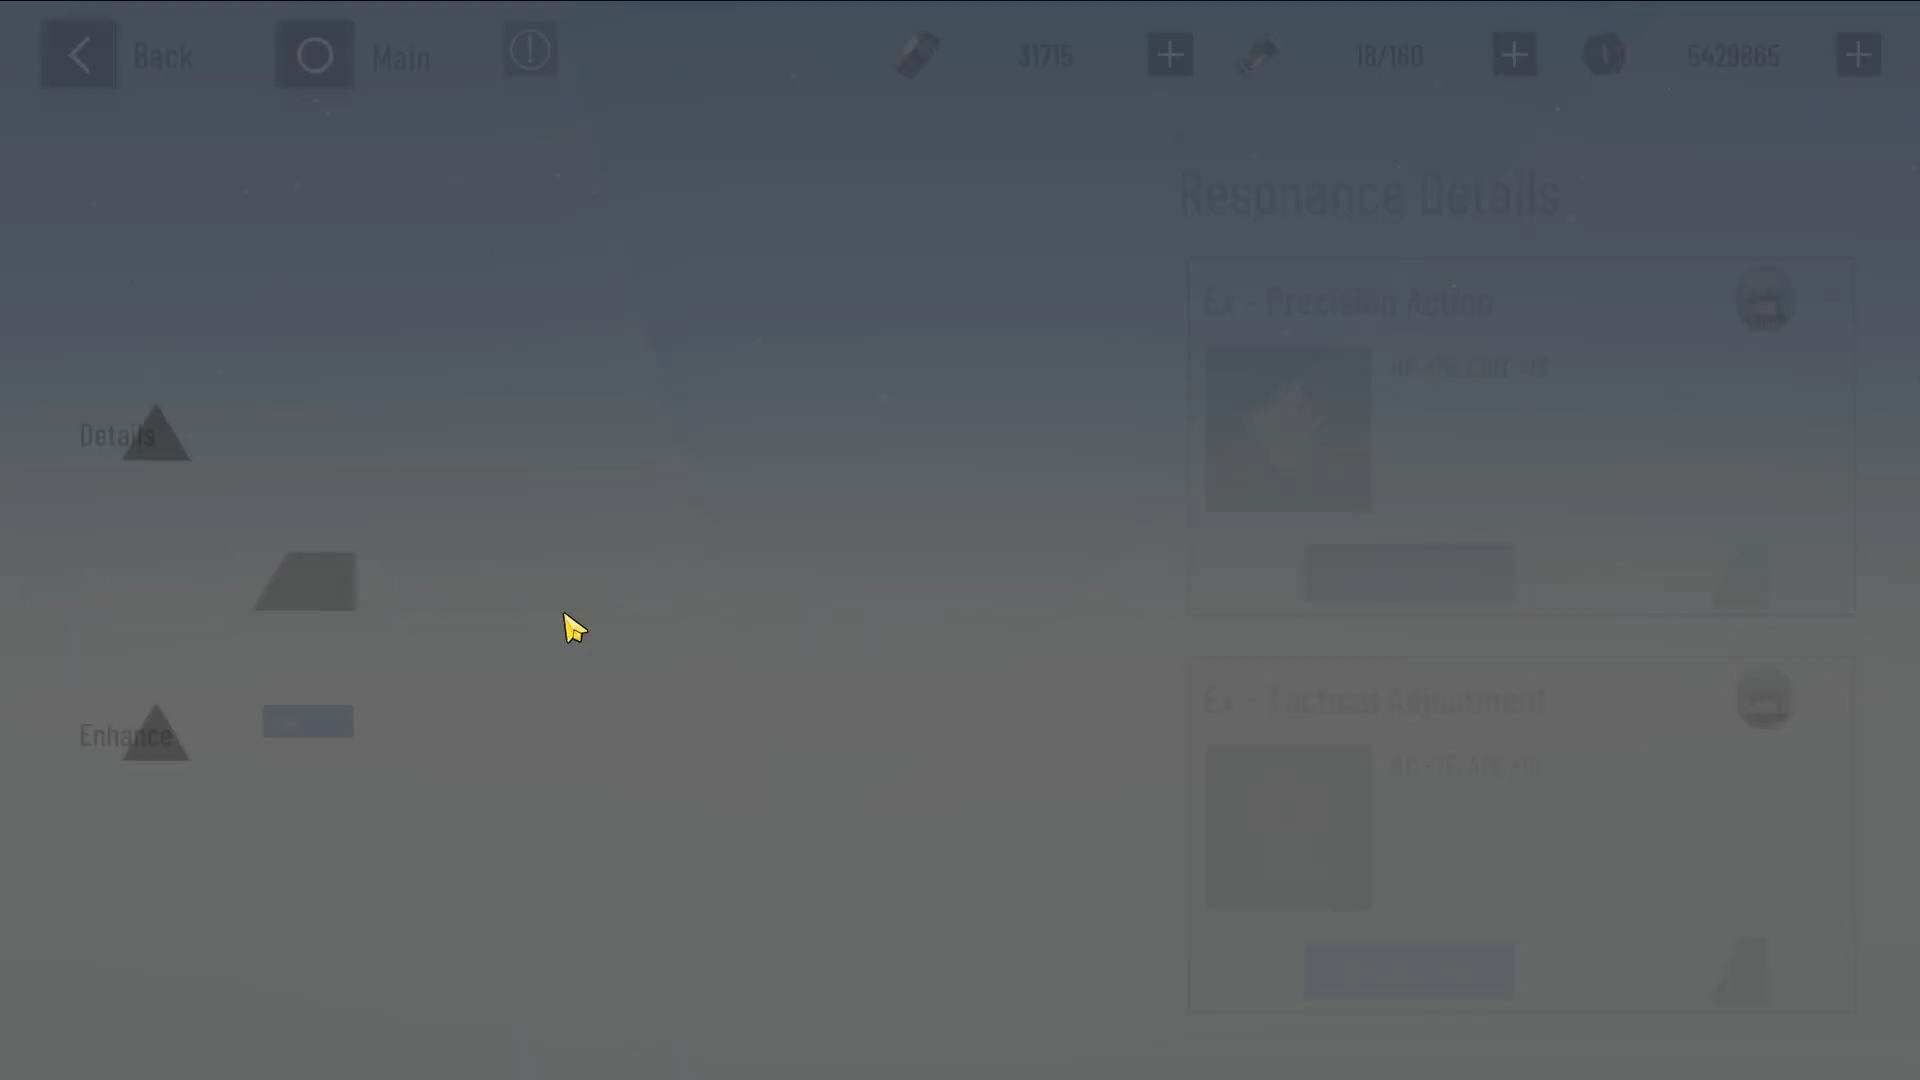 Back
Main
31715
18/160
5429865
Resonance Details
Ex - Precision Action
Details
Enhance
Ex - Tactical Adjustment